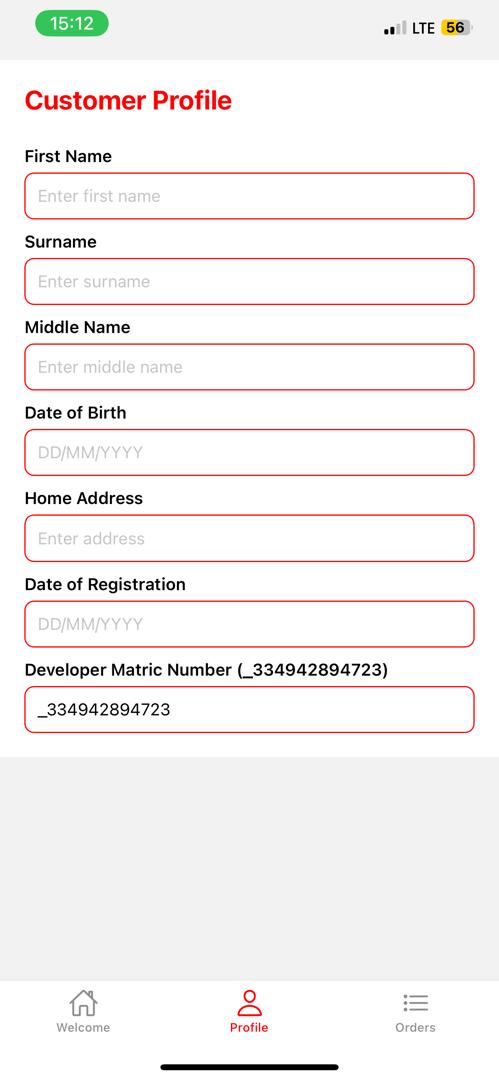 15:12
LTE 56
Customer Profile
First Name
Enter first name
Surname
Enter surname
Middle Name
Enter middle name
Date of Birth
DD/MM/YYYY
Home Address
Enter address
Date of Registration
DD/MM/YYYY
Developer Matric Number (_334942894723)
_334942894723
Welcome
Profile
Orders